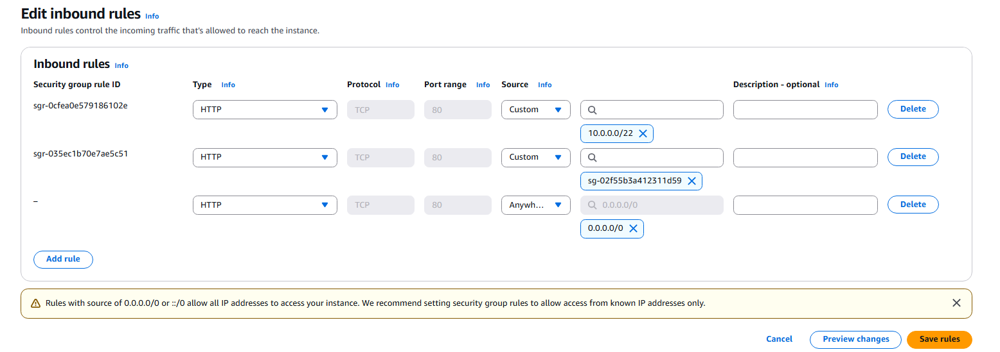 Edit inbound rules Info
Inbound rules control the incoming traffic that's allowed to reach the instance.
Inbound rules Info
Security group rule ID Type Info Protocol Info Port range Info Source Info Description - optional Info
sgr-0cfea0e579186102e HTTP TCP 80 Custom Delete
10.0.0.0/22
sgr-035ec1b70e7ae5c51 HTTP TCP 80 Custom Delete
sg-02f55b3a412311d59
– HTTP TCP 80 Anywh... 0.0.0.0/0 Delete
0.0.0.0/0
Add rule
Rules with source of 0.0.0.0/0 or ::/0 allow all IP addresses to access your instance. We recommend setting security group rules to allow access from known IP addresses only.
Cancel Preview changes Save rules